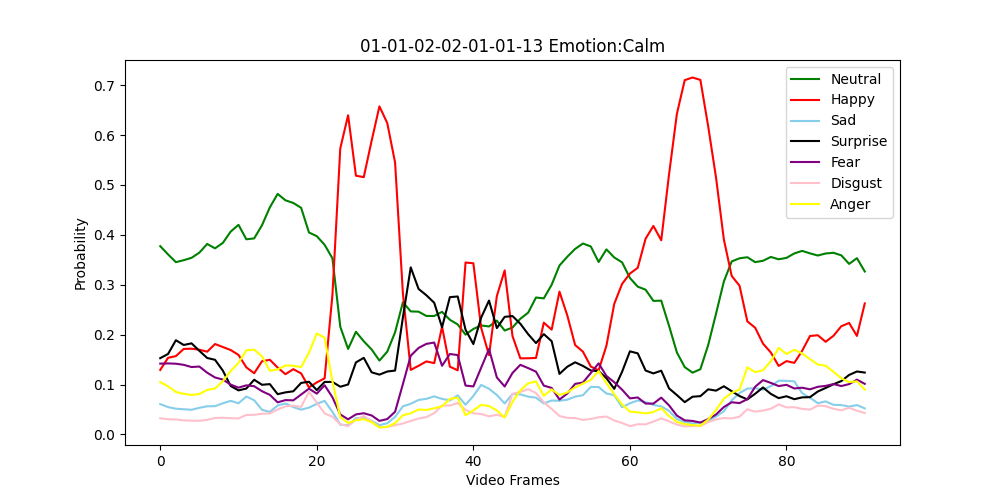 01-01-02-02-01-01-13 Emotion:Calm
Probability
0.7
0.6
0.5
0.4
0.3
0.2
0.1
0.0
Neutral
Happy
Sad
Surprise
Fear
Disgust
Anger
0 20 40 60 80
Video Frames